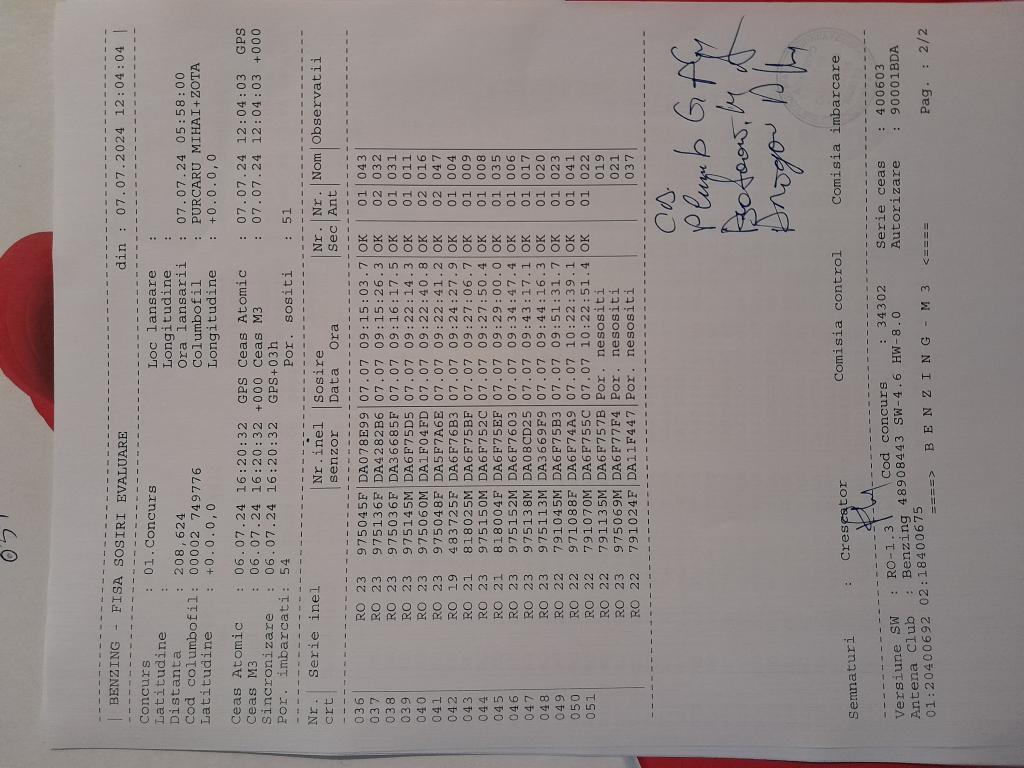 | BENZING - FISA SOSIRI EVALUARE din : 07.07.2024 12:04:04 |
Concurs : 01.Concurs Loc lansare :
Latitudine : Longitudine :
Distanta : 208,624 Ora lansarii : 07.07.24 05:58:00
Cod columbofil: 00002 749776 Columbofil : PURCARU MIHAI+ZOTA
Latitudine : +0.0.0,0 Longitudine : +0.0.0,0
Ceas Atomic : 06.07.24 16:20:32 GPS Ceas Atomic : 07.07.24 12:04:03 GPS
Ceas M3 : 06.07.24 16:20:32 +000 Ceas M3 : 07.07.24 12:04:03 +000
Sincronizare : 06.07.24 16:20:32 GPS+03h
Por. imbarcati: 54 Por. sositi : 51
Nr.| Serie inel |Nr.inel |Sosire |Nr.|Nr |Nom|Observatii
crt| |senzor |Data Ora |Sec|Ant| |
036 RO 23 975045F DA078E99 07.07 09:15:03.7 OK 01 043
037 RO 23 975136F DA4282B6 07.07 09:15:26.3 OK 02 032
038 RO 23 975036F DA36685F 07.07 09:16:17.5 OK 01 031
039 RO 23 975145M DA6F75D5 07.07 09:22:14.3 OK 01 011
040 RO 23 975060M DA1F04FD 07.07 09:22:40.8 OK 02 016
041 RO 23 975048F DA5F7A6E 07.07 09:22:41.2 OK 02 047
042 RO 19 483725F DA6F76B3 07.07 09:24:27.9 OK 01 004
043 RO 21 818025M DA6F75BF 07.07 09:27:06.7 OK 01 009
044 RO 23 975150M DA6F752C 07.07 09:27:50.4 OK 01 008
045 RO 21 818004F DA6F75EF 07.07 09:29:00.0 OK 01 035
046 RO 23 975152M DA6F7603 07.07 09:34:47.4 OK 01 006
047 RO 23 975138M DA08CD25 07.07 09:43:17.1 OK 01 017
048 RO 23 975113M DA3669F9 07.07 09:44:16.3 OK 01 020
049 RO 22 791045M DA6F75B3 07.07 09:51:31.7 OK 01 023
050 RO 22 971088F DA6F74A9 07.07 10:22:39.1 OK 01 041
051 RO 22 791070M DA6F755C 07.07 10:22:51.4 OK 01 022
RO 22 791135M DA6F757B Por. nesositi 019
RO 23 975062M DA6F77F4 Por. nesositi 021
RO 22 791024F DA11F447 Por. nesositi 037
Plumb G.
Dragon
Semnaturi : Crescator Comisia control Comisia imbarcare
Versiune SW : RO-1.3 Cod concurs : 34302 Serie ceas : 400603
Antena Club : Benzing 48908443 SW-4.6 HW-8.0 Autorizare : 90001BDA
01:20400692 02:18400675
====> B E N Z I N G - M 3 <==== Pag. : 2/2